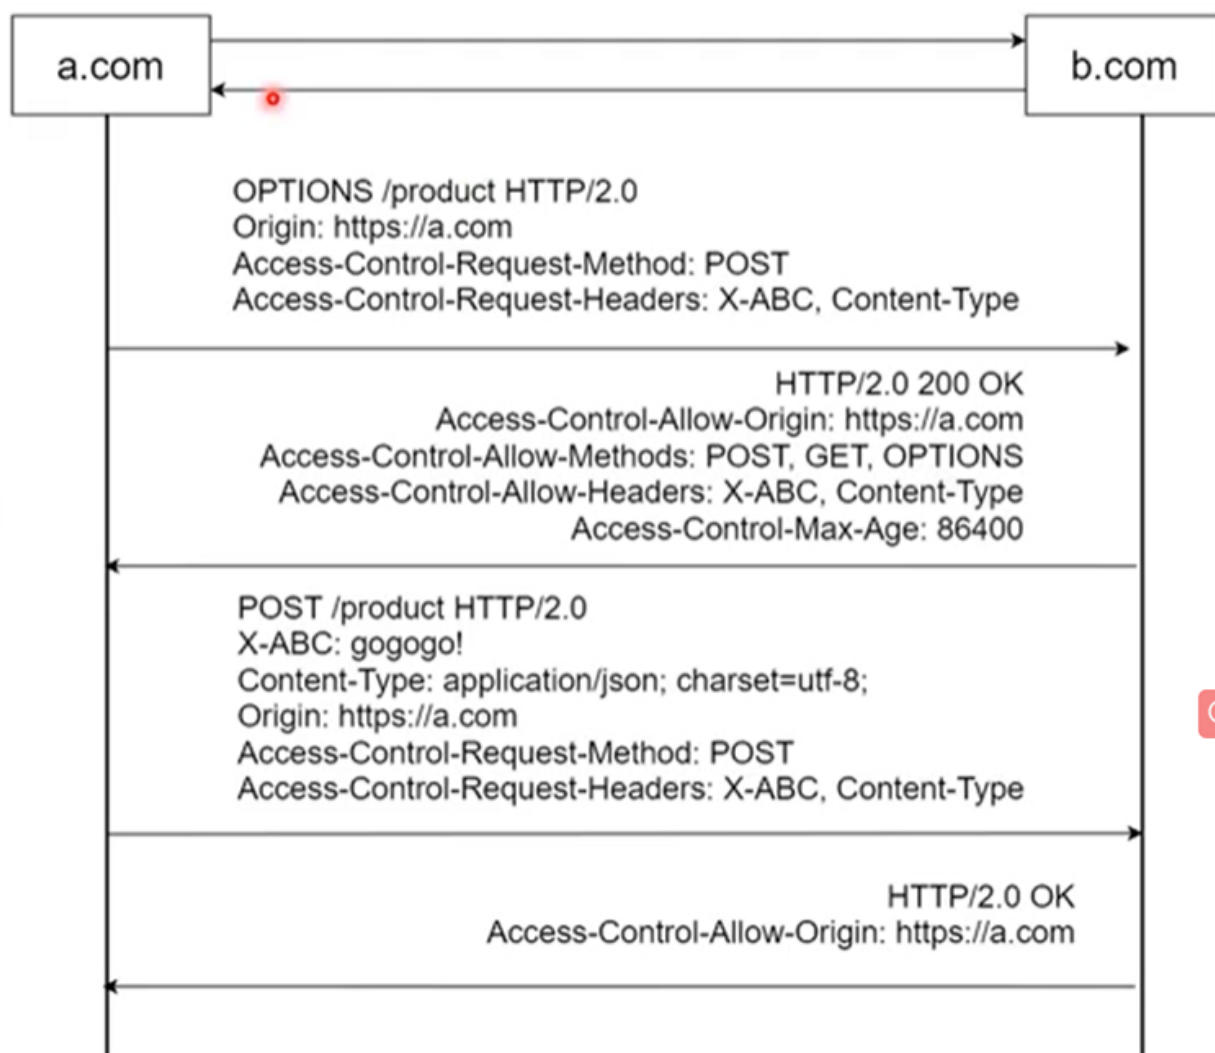 a.com
b.com
OPTIONS /product HTTP/2.0
Origin: https://a.com
Access-Control-Request-Method: POST
Access-Control-Request-Headers: X-ABC, Content-Type
HTTP/2.0 200 OK
Access-Control-Allow-Origin: https://a.com
Access-Control-Allow-Methods: POST, GET, OPTIONS
Access-Control-Allow-Headers: X-ABC, Content-Type
Access-Control-Max-Age: 86400
POST /product HTTP/2.0
X-ABC: gogogo!
Content-Type: application/json; charset=utf-8;
Origin: https://a.com
Access-Control-Request-Method: POST
Access-Control-Request-Headers: X-ABC, Content-Type
HTTP/2.0 OK
Access-Control-Allow-Origin: https://a.com